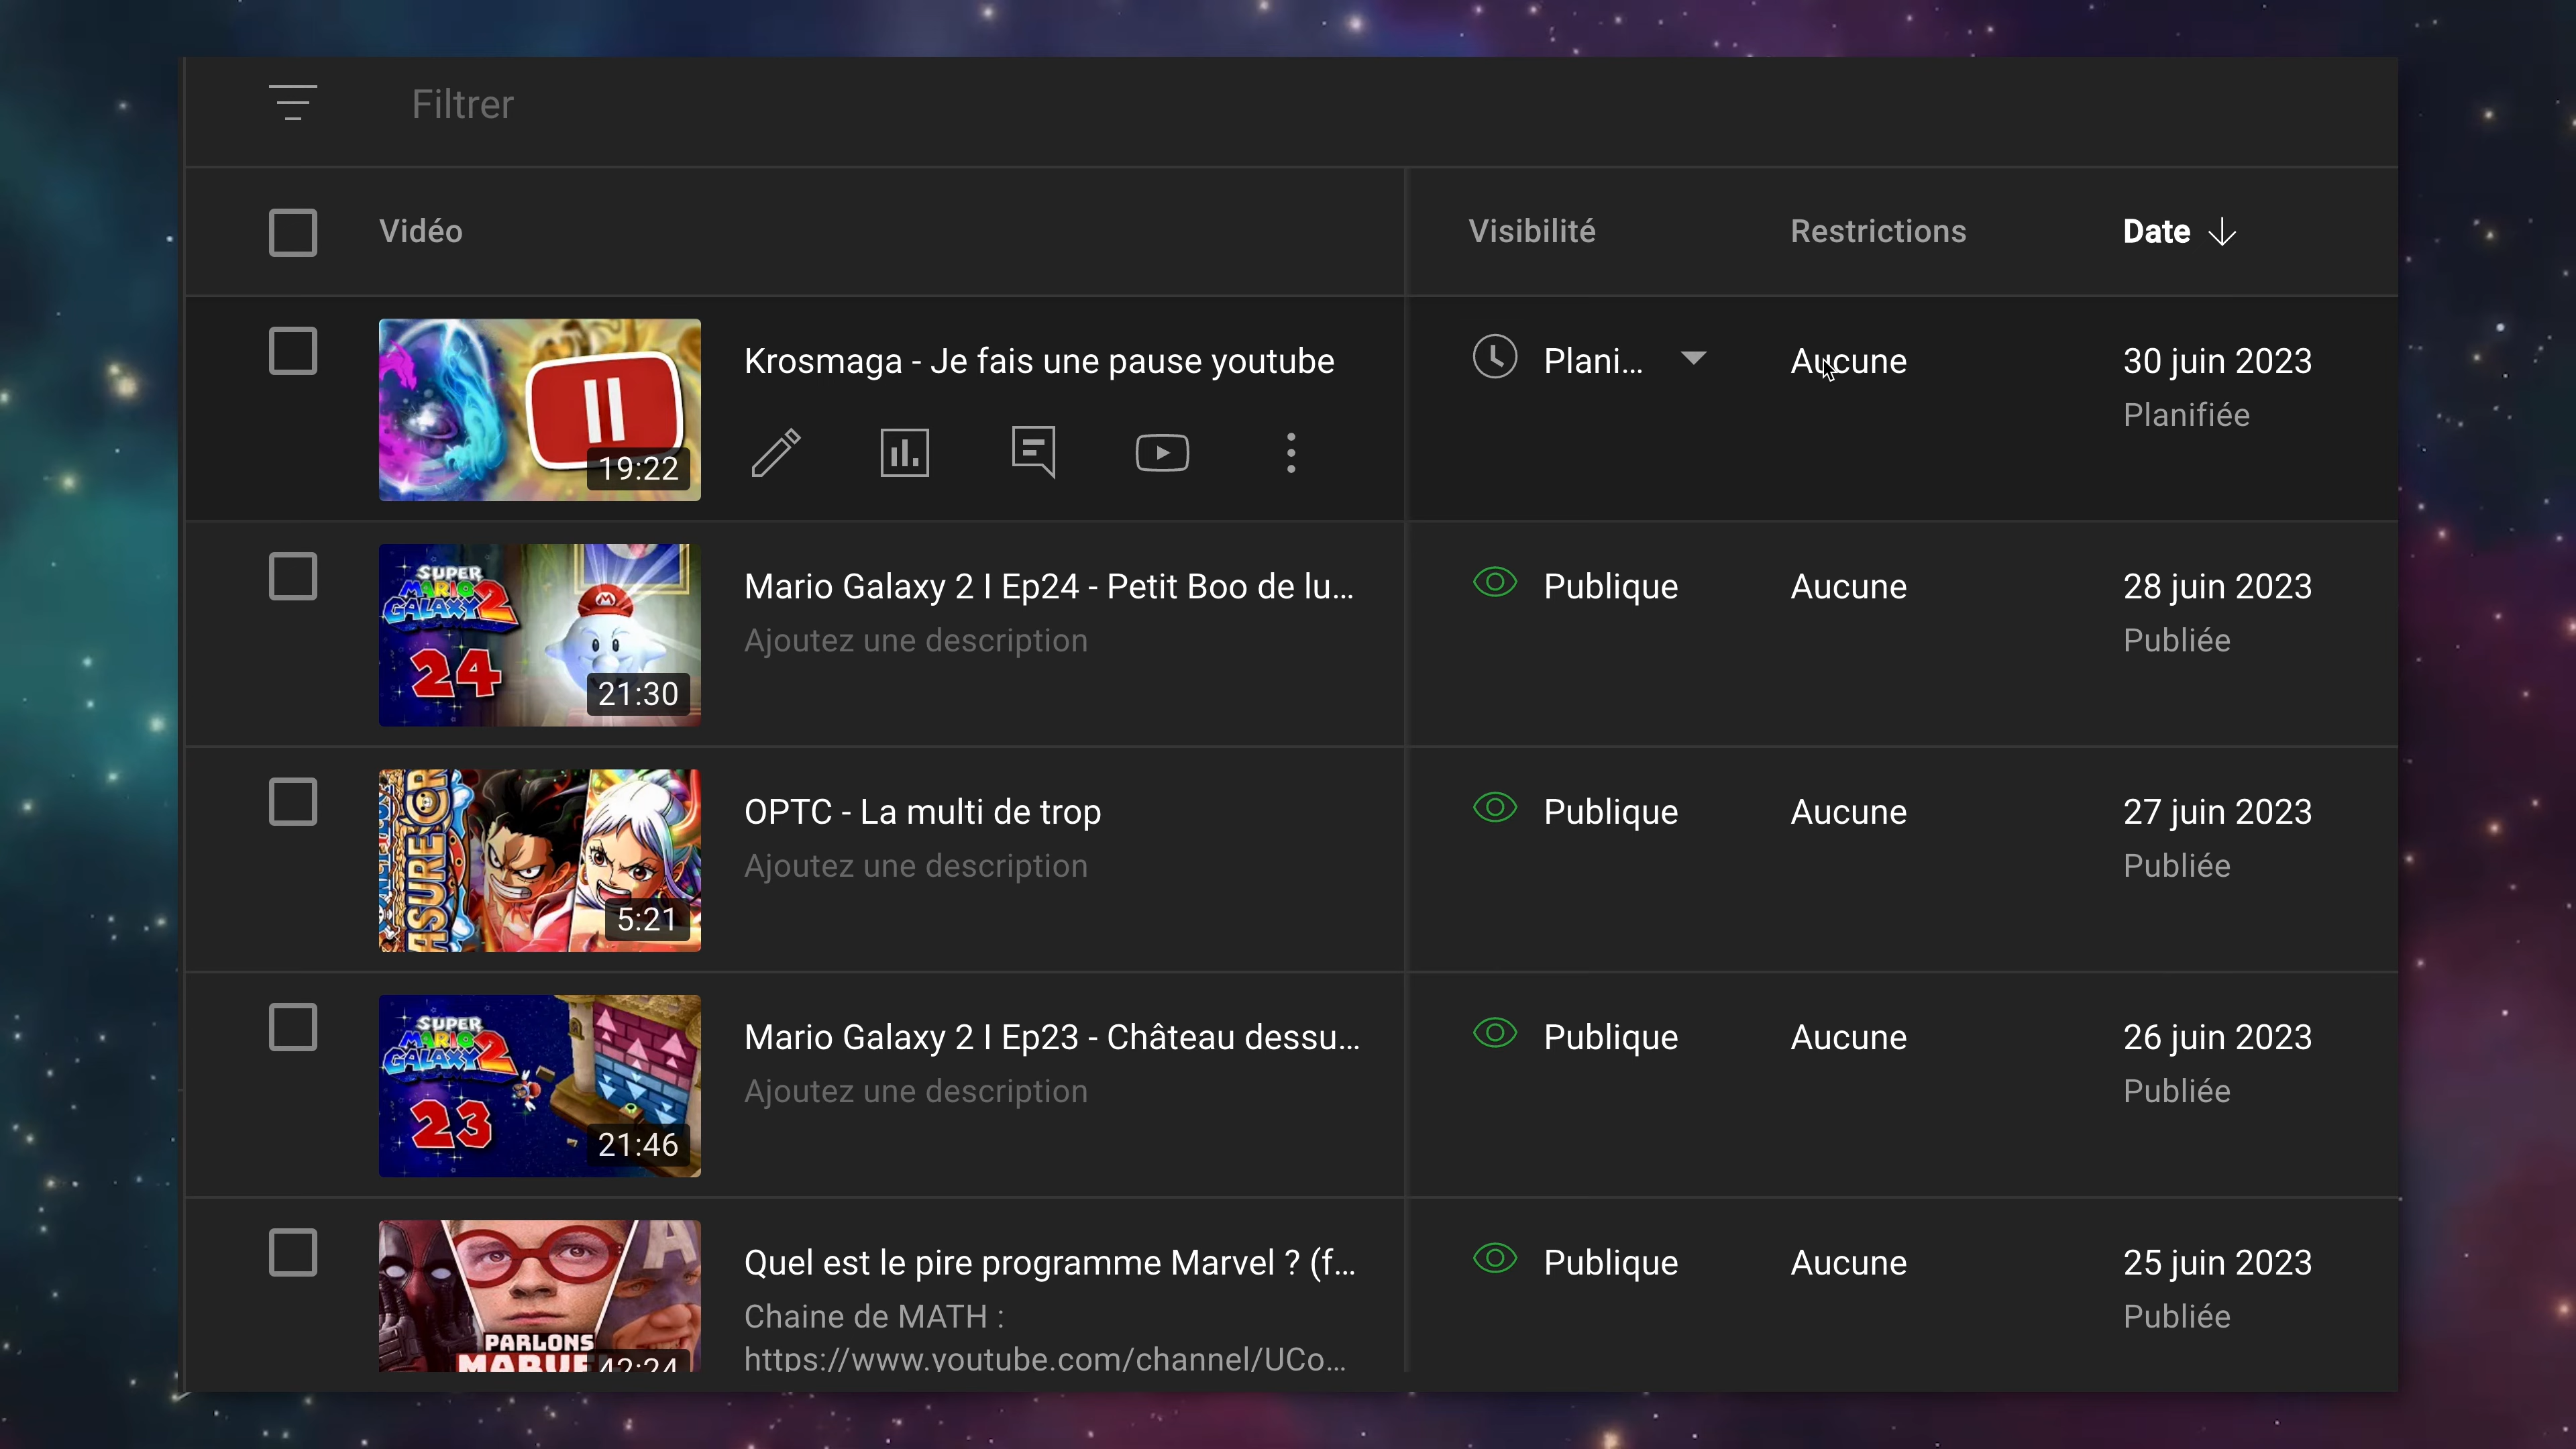 Filtrer
Vidéo Visibilité Restrictions Date
19:22
Krosmaga - Je fais une pause youtube
Plani... Aucune 30 juin 2023
Planifiée
SUPER
MARIO
GALAXY 2
24
21:30
Mario Galaxy 2 I Ep24 - Petit Boo de lu...
Ajoutez une description
Publique Aucune 28 juin 2023
Publiée
ASURE CR
5:21
OPTC - La multi de trop
Ajoutez une description
Publique Aucune 27 juin 2023
Publiée
SUPER
MARIO
GALAXY 2
23
21:46
Mario Galaxy 2 I Ep23 - Château dessu...
Ajoutez une description
Publique Aucune 26 juin 2023
Publiée
PARLONS
MARVE
42:24
Quel est le pire programme Marvel ? (f...
Chaine de MATH :
https://www.youtube.com/channel/UCo...
Publique Aucune 25 juin 2023
Publiée